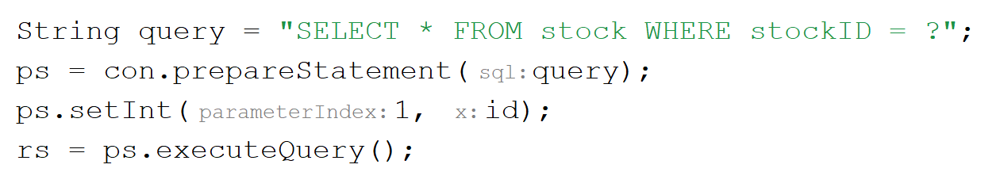 String query = "SELECT * FROM stock WHERE stockID = ?";
ps = con.prepareStatement( sql: query);
ps.setInt( parameterIndex: 1, x: id);
rs = ps.executeQuery();